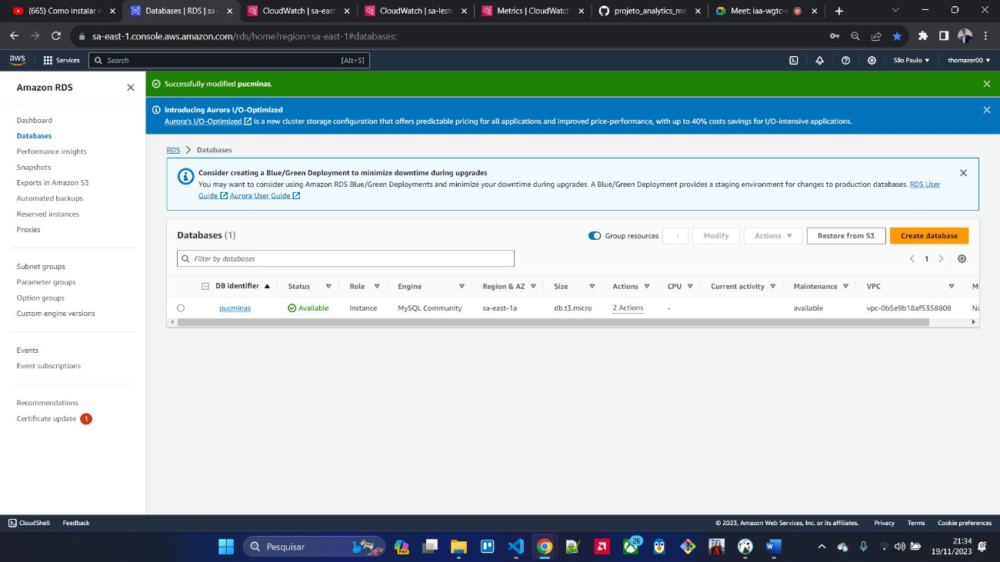 (665) Como instalar n
Databases | RDS | sa-
CloudWatch | sa-east
CloudWatch | sa-leste
Metrics | CloudWatch
projeto_analytics_me
Meet: iaa-wgtc-c
sa-east-1.console.aws.amazon.com/rds/home?region=sa-east-1#databases:
aws
Services
Search
[Alt+S]
São Paulo
thomazer00
Amazon RDS
Successfully modified pucminas.
Introducing Aurora I/O-Optimized
Aurora's I/O-Optimized is a new cluster storage configuration that offers predictable pricing for all applications and improved price-performance, with up to 40% costs savings for I/O-intensive applications.
Dashboard
Databases
Performance insights
Snapshots
Exports in Amazon S3
Automated backups
Reserved instances
Proxies
Subnet groups
Parameter groups
Option groups
Custom engine versions
Events
Event subscriptions
Recommendations
Certificate update 1
RDS
Databases
Consider creating a Blue/Green Deployment to minimize downtime during upgrades
You may want to consider using Amazon RDS Blue/Green Deployments and minimize your downtime during upgrades. A Blue/Green Deployment provides a staging environment for changes to production databases. RDS User
Guide Aurora User Guide
Databases (1)
Group resources
Modify
Actions
Restore from S3
Create database
Filter by databases
1
DB identifier
Status
Role
Engine
Region & AZ
Size
Actions
CPU
Current activity
Maintenance
VPC
M
pucminas
Available
Instance
MySQL Community
sa-east-1a
db.t3.micro
2 Actions
-
available
vpc-0b5e9b18af5358808
No
CloudShell
Feedback
© 2023, Amazon Web Services, Inc. or its affiliates.
Privacy
Terms
Cookie preferences
Pesquisar
PRE
26
21:34
19/11/2023